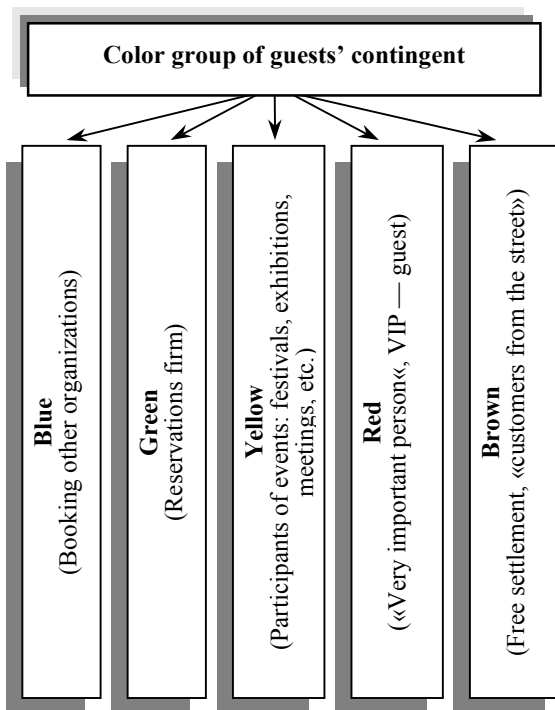 Color group of guests’ contingent
Blue
(Booking other organizations)
Green
(Reservations firm)
Yellow
(Participants of events: festivals, exhibitions,
meetings, etc.)
Red
(«Very important person«, VIP — guest)
Brown
(Free settlement, «customers from the street»)